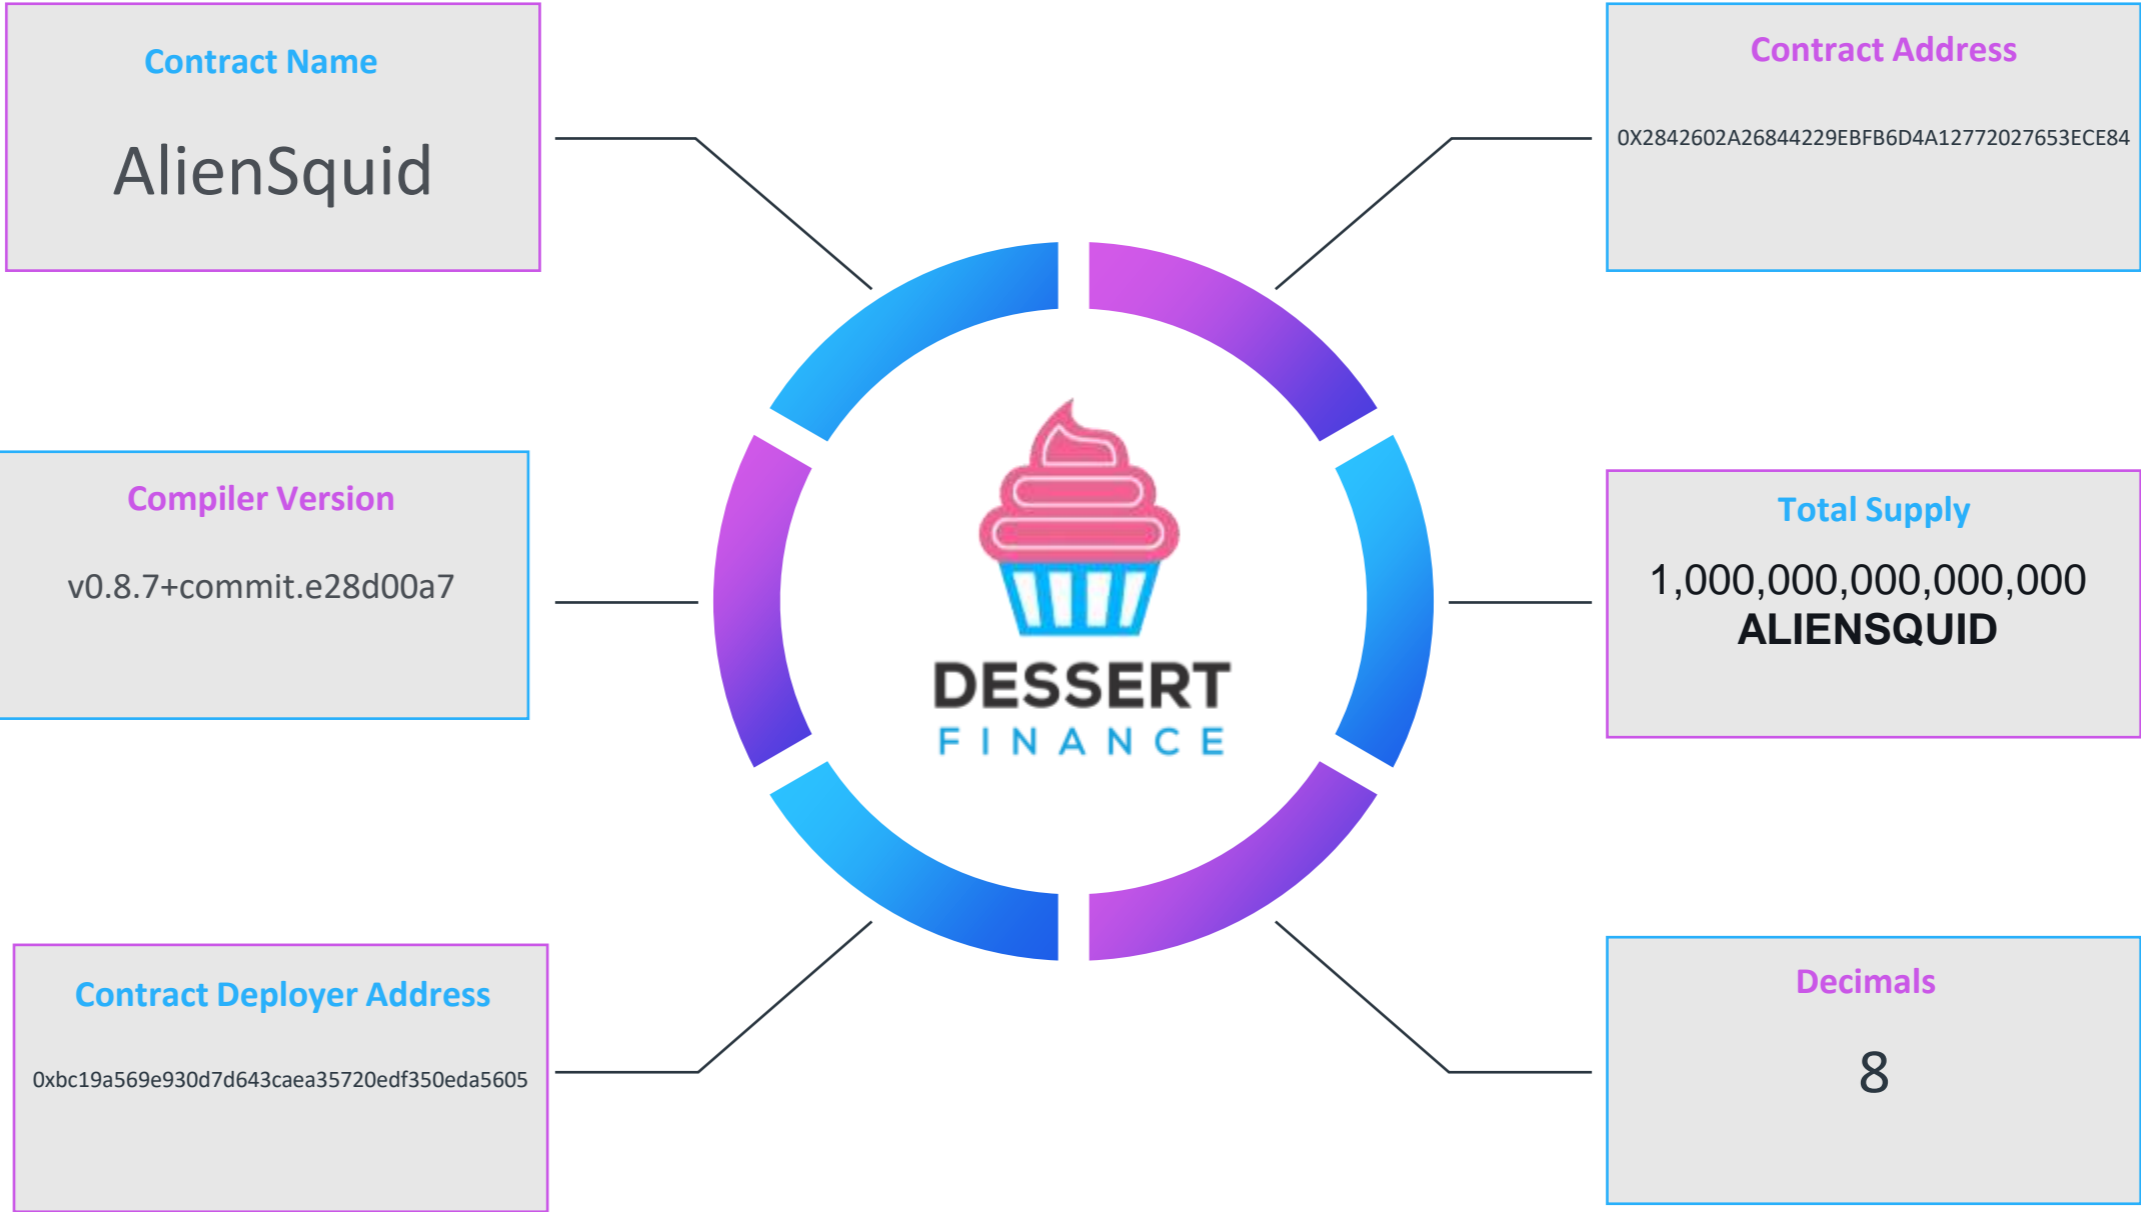 Contract Name
AlienSquid
Contract Address
0X2842602A26844229EBFB6D4A12772027653ECE84
Compiler Version
v0.8.7+commit.e28d00a7
DESSERT
FINANCE
Total Supply
1,000,000,000,000,000
ALIENSQUID
Contract Deployer Address
0xbc19a569e930d7d643caea35720edf350eda5605
Decimals
8